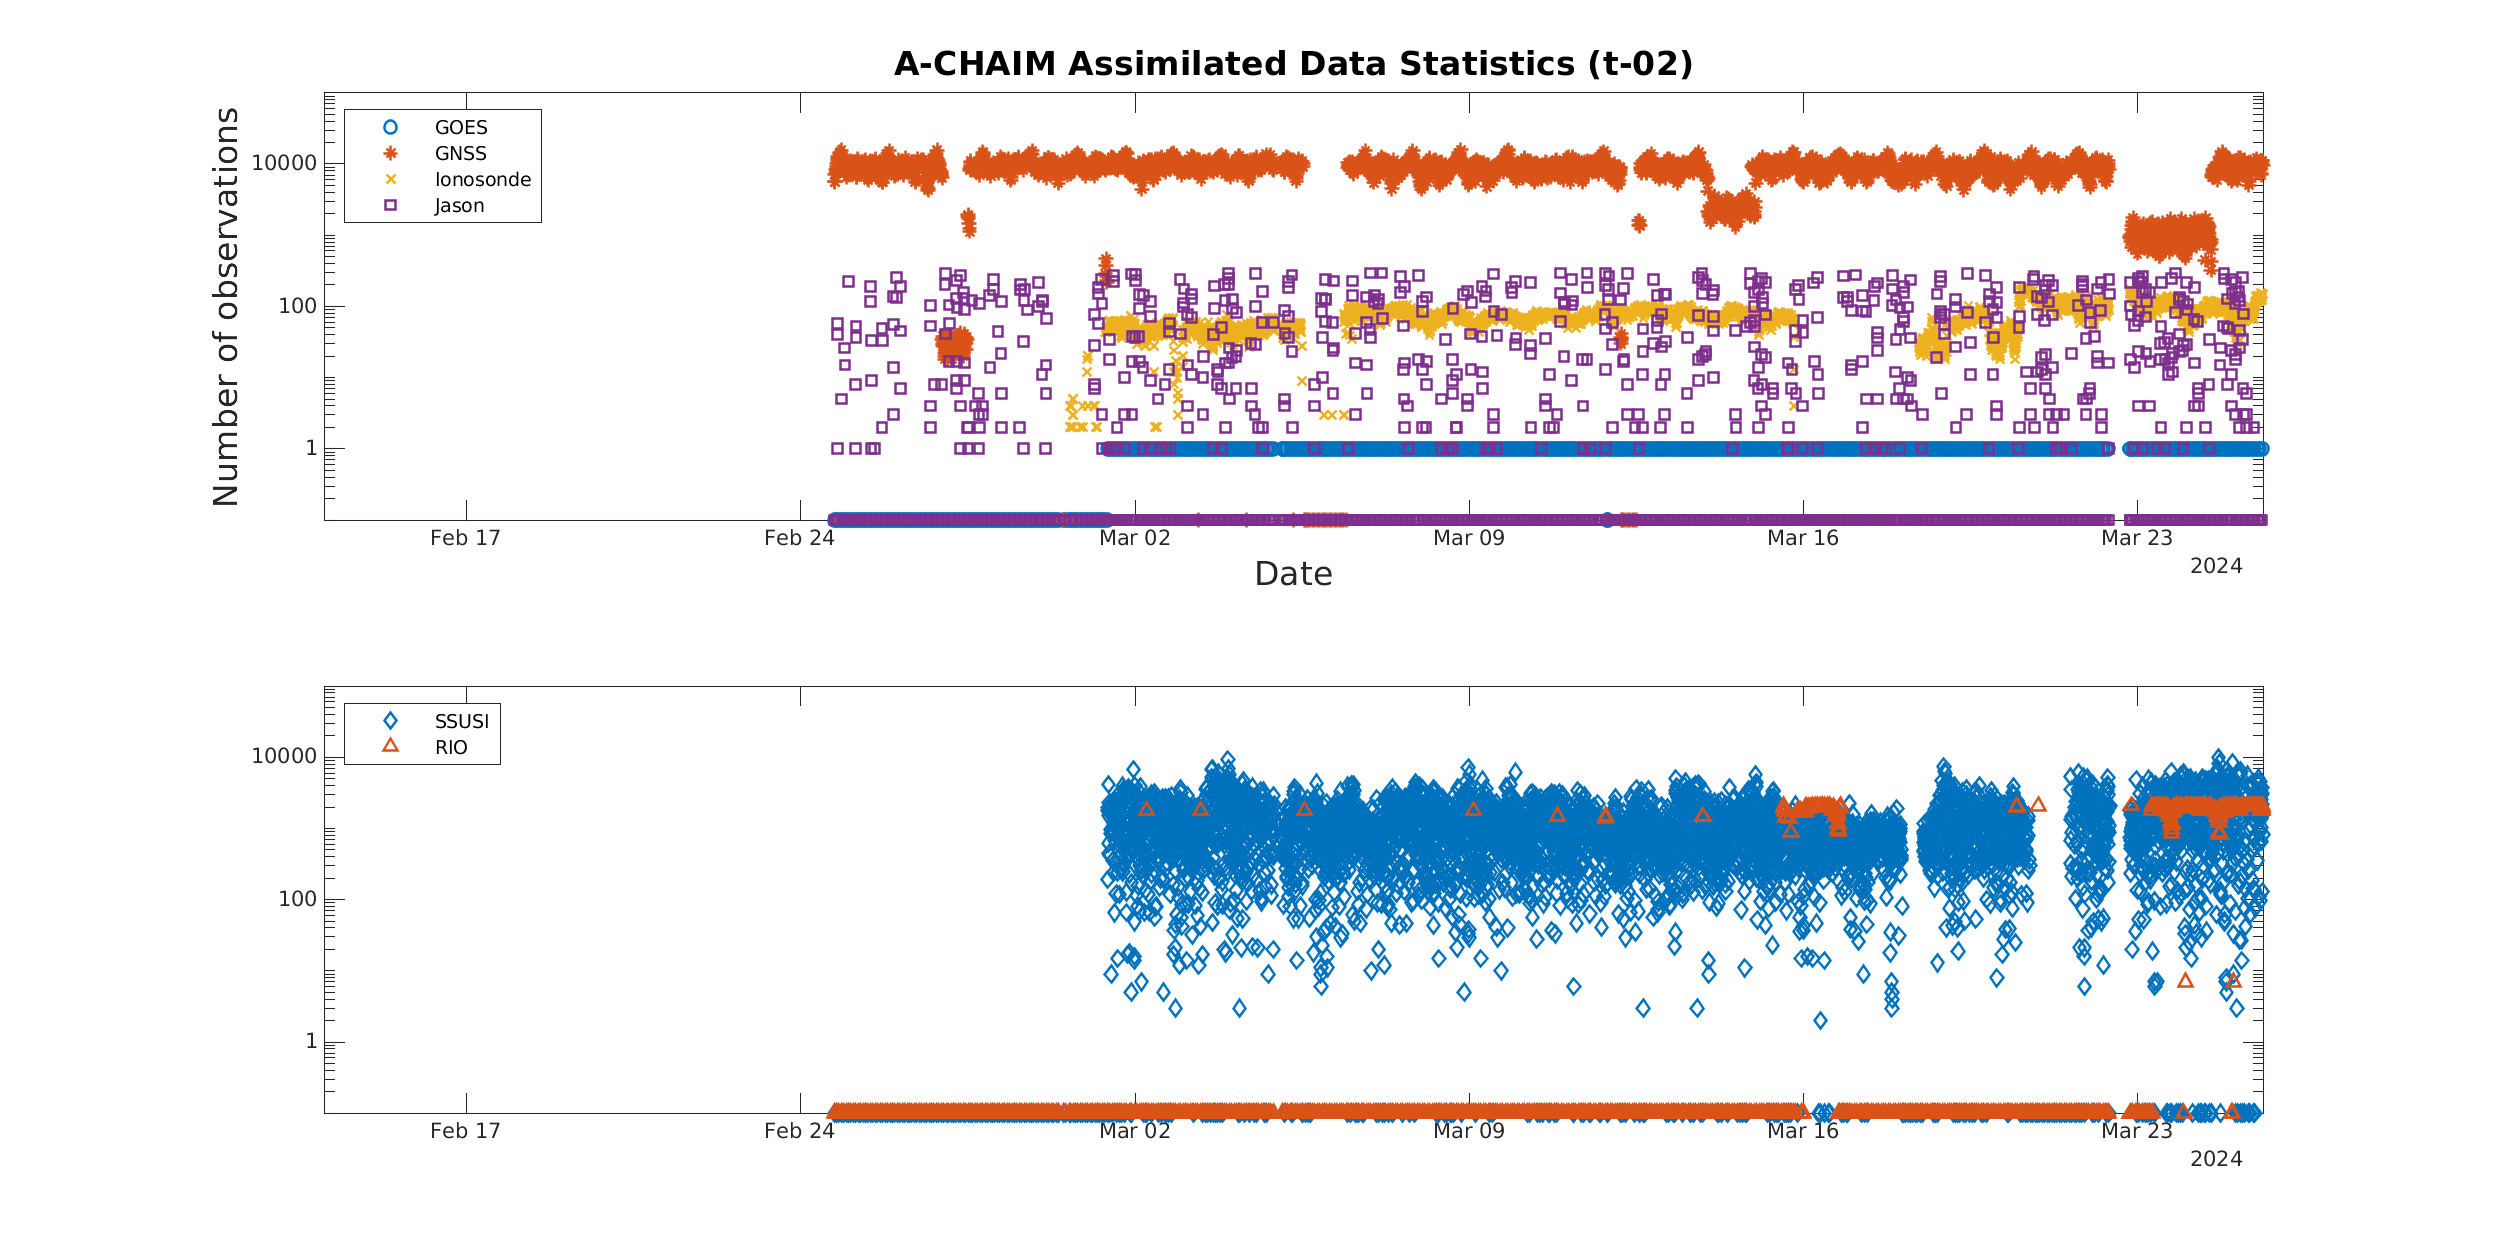 A-CHAIM Assimilated Data Statistics (t-02)
Number of observations
10000
100
1
GOES
GNSS
Ionosonde
Jason
Feb 17
Feb 24
Mar 02
Mar 09
Mar 16
Mar 23
2024
Date
10000
100
1
SSUSI
RIO
Feb 17
Feb 24
Mar 02
Mar 09
Mar 16
Mar 23
2024